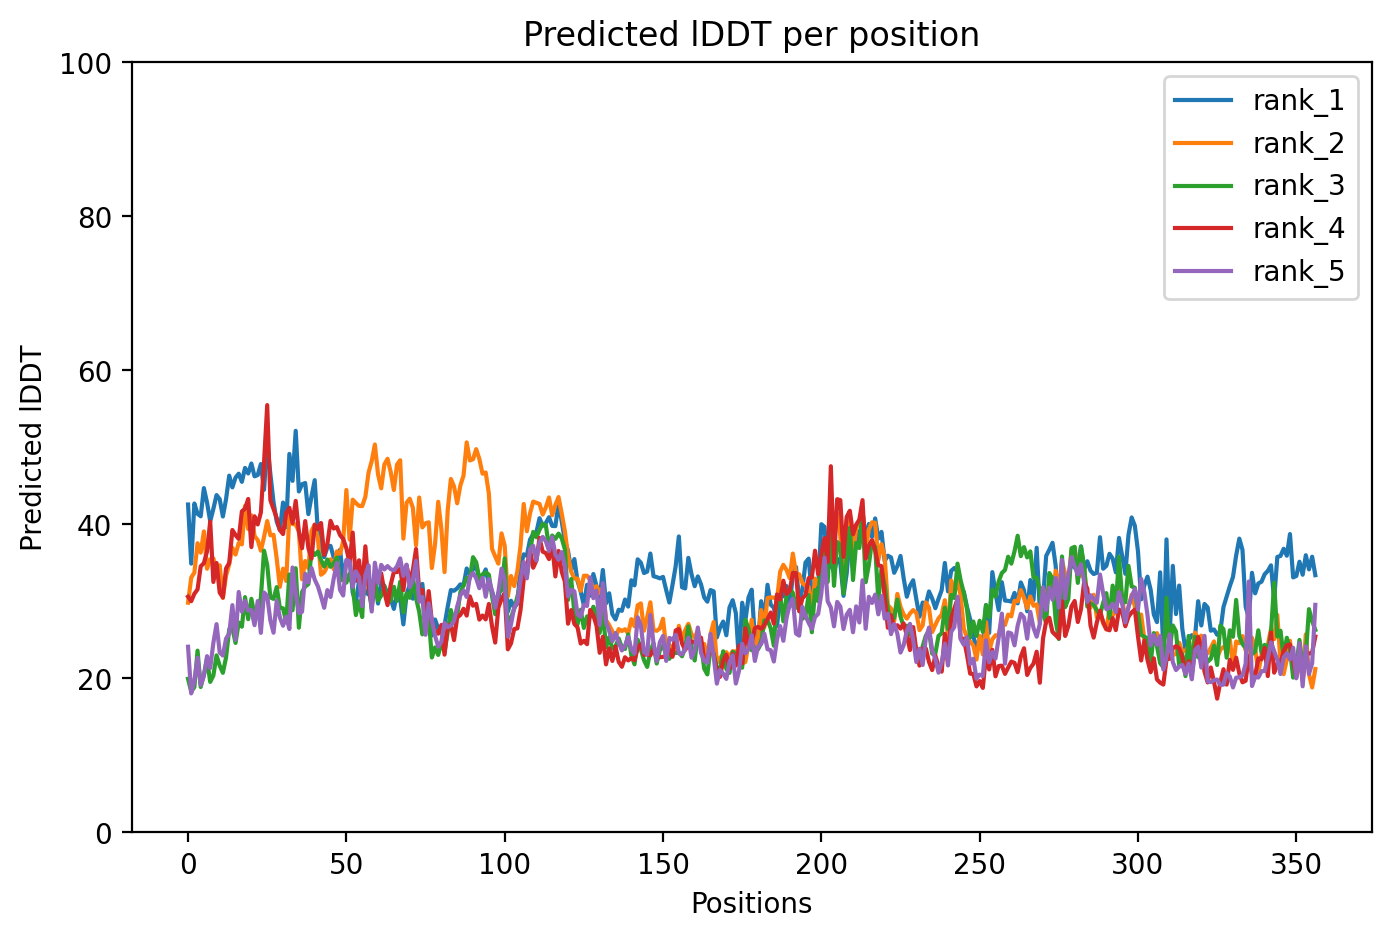 Predicted lDDT per position
100
80
60
40
20
0
Predicted lDDT
0 50 100 150 200 250 300 350
Positions
rank_1
rank_2
rank_3
rank_4
rank_5